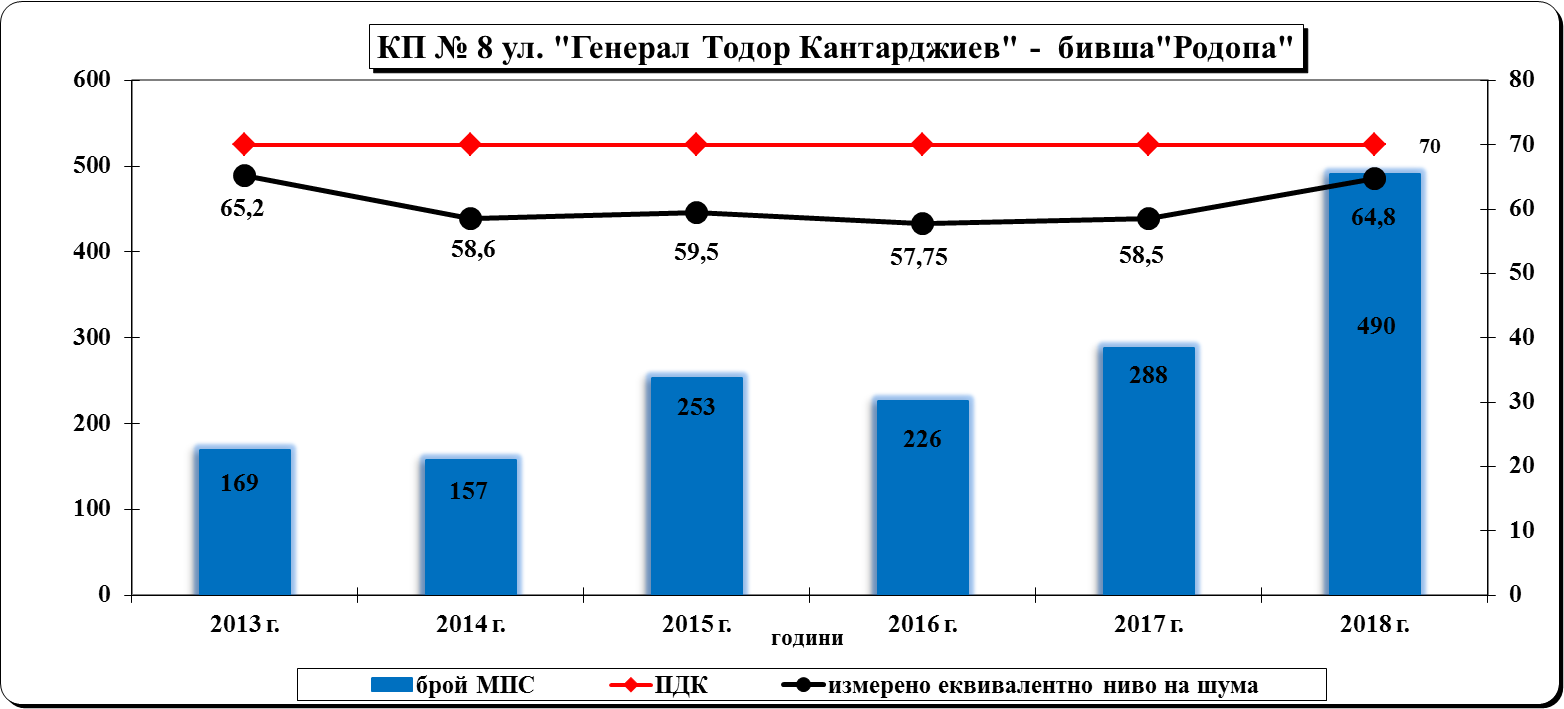 КП № 8 ул. "Генерал Тодор Кантарджиев" - бивша"Родопа"
600
500
400
300
200
100
0
80
70
60
50
40
30
20
10
0
70
65,2
58,6
59,5
57,75
58,5
64,8
169
157
253
226
288
490
2013 г.
2014 г.
2015 г.
2016 г.
2017 г.
2018 г.
години
брой МПС
ПДК
измерено еквивалентно ниво на шума